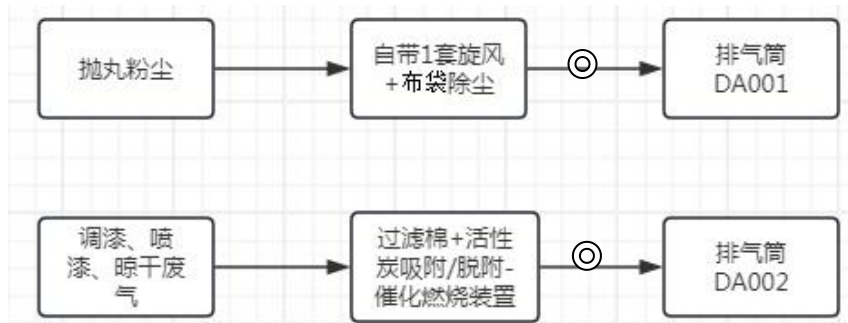 抛丸粉尘
自带1套旋风
+布袋除尘
排气筒
DA001
调漆、喷
漆、晾干废
气
过滤棉+活性
炭吸附/脱附-
催化燃烧装置
排气筒
DA002